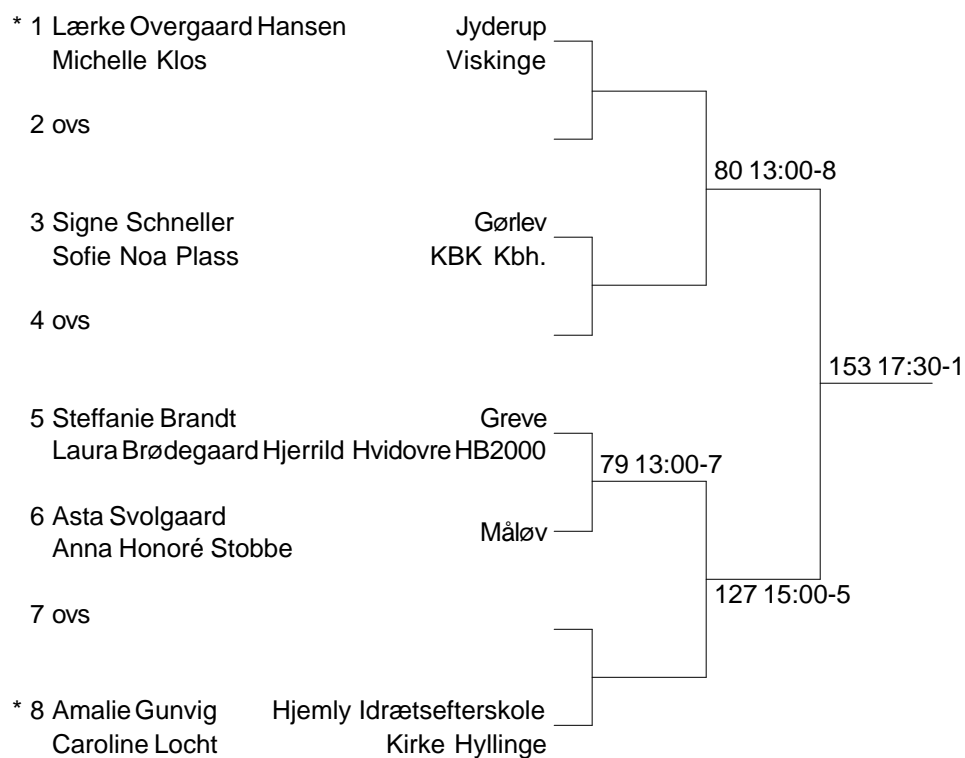 * 1 Lærke Overgaard Hansen Jyderup
Michelle Klos Viskinge
2 ovs
80 13:00-8
3 Signe Schneller Gørlev
Sofie Noa Plass KBK Kbh.
4 ovs
153 17:30-1
5 Steffanie Brandt Greve
Laura Brødegaard Hjerrild Hvidovre HB2000
79 13:00-7
6 Asta Svolgaard Måløv
Anna Honoré Stobbe
127 15:00-5
7 ovs
* 8 Amalie Gunvig Hjemly Idrætsefterskole
Caroline Locht Kirke Hyllinge